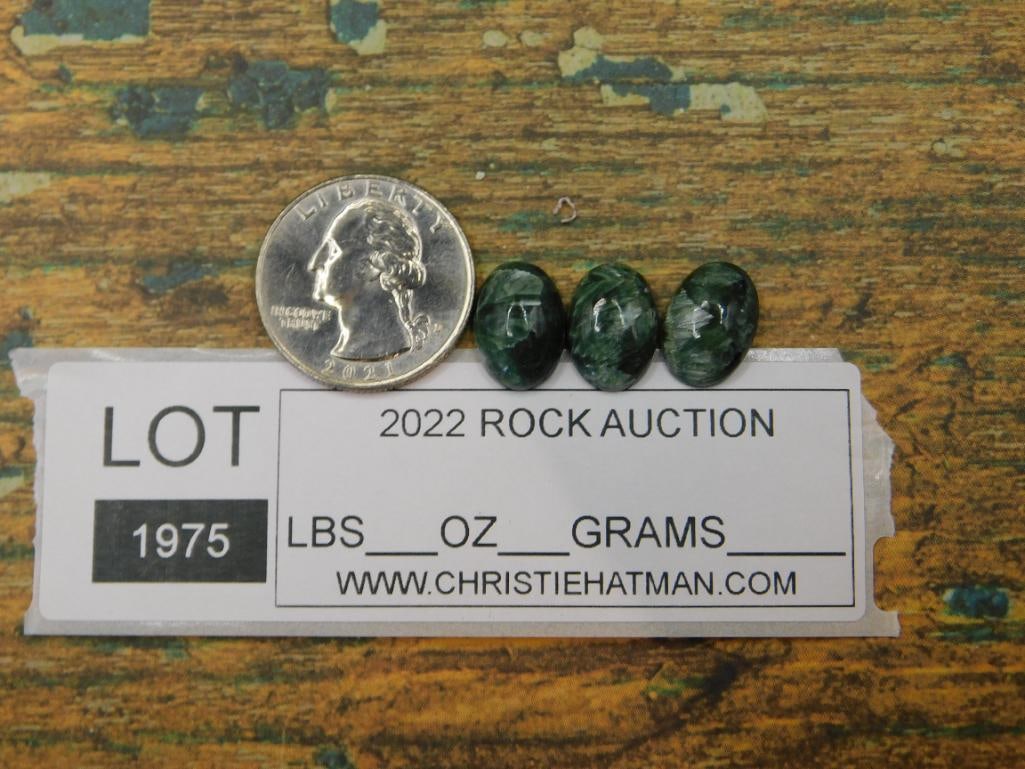 LIBERTY
IN GOD WE
TRUST
2021
LOT
1975
2022 ROCK AUCTION
LBS___OZ___GRAMS_____
WWW.CHRISTIEHATMAN.COM